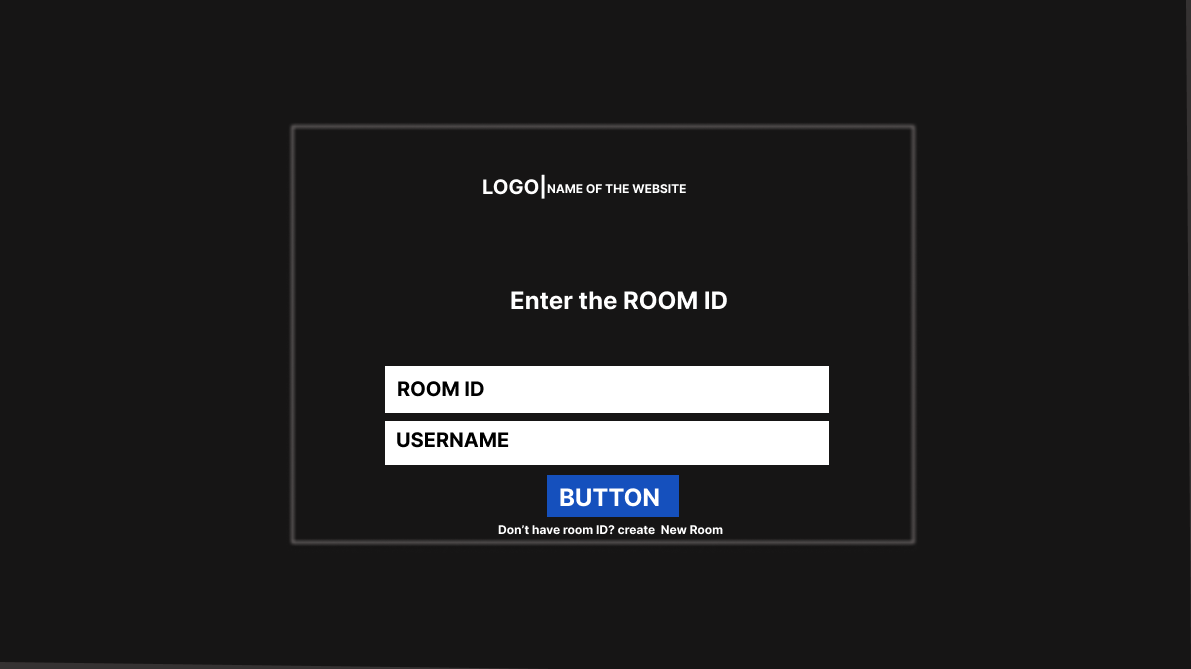 LOGO|NAME OF THE WEBSITE
Enter the ROOM ID
ROOM ID
USERNAME
BUTTON
Don’t have room ID? create  New Room